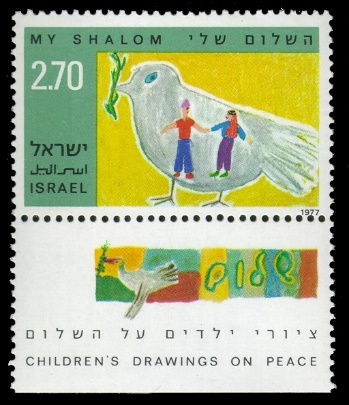 MY SHALOM השלום שלי
2.70
ישראל
اسرائيل
ISRAEL
1977
שלום
ציורי ילדים על השלום
CHILDREN'S DRAWINGS ON PEACE